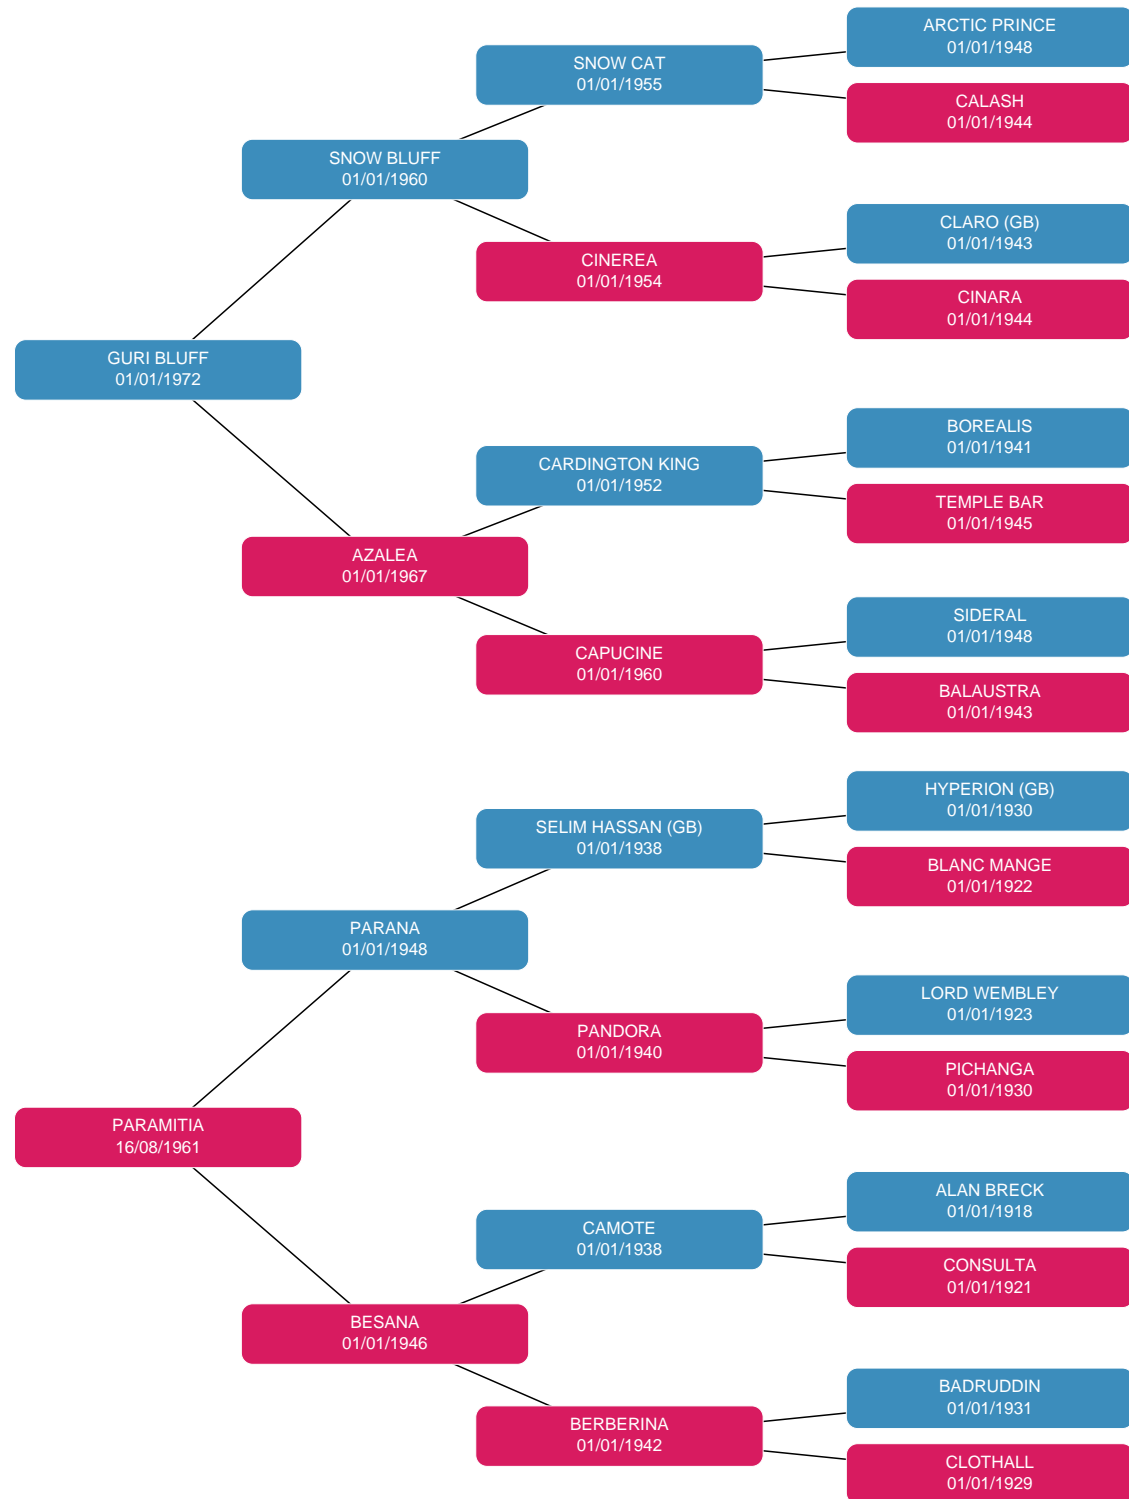 ARCTIC PRINCE
01/01/1948
SNOW CAT
01/01/1955
CALASH
01/01/1944
SNOW BLUFF
01/01/1960
CLARO (GB)
01/01/1943
CINEREA
01/01/1954
CINARA
01/01/1944
GURI BLUFF
01/01/1972
BOREALIS
01/01/1941
CARDINGTON KING
01/01/1952
TEMPLE BAR
01/01/1945
AZALEA
01/01/1967
SIDERAL
01/01/1948
CAPUCINE
01/01/1960
BALAUSTRA
01/01/1943
HYPERION (GB)
01/01/1930
SELIM HASSAN (GB)
01/01/1938
BLANC MANGE
01/01/1922
PARANA
01/01/1948
LORD WEMBLEY
01/01/1923
PANDORA
01/01/1940
PICHANGA
01/01/1930
PARAMITIA
16/08/1961
ALAN BRECK
01/01/1918
CAMOTE
01/01/1938
CONSULTA
01/01/1921
BESANA
01/01/1946
BADRUDDIN
01/01/1931
BERBERINA
01/01/1942
CLOTHALL
01/01/1929